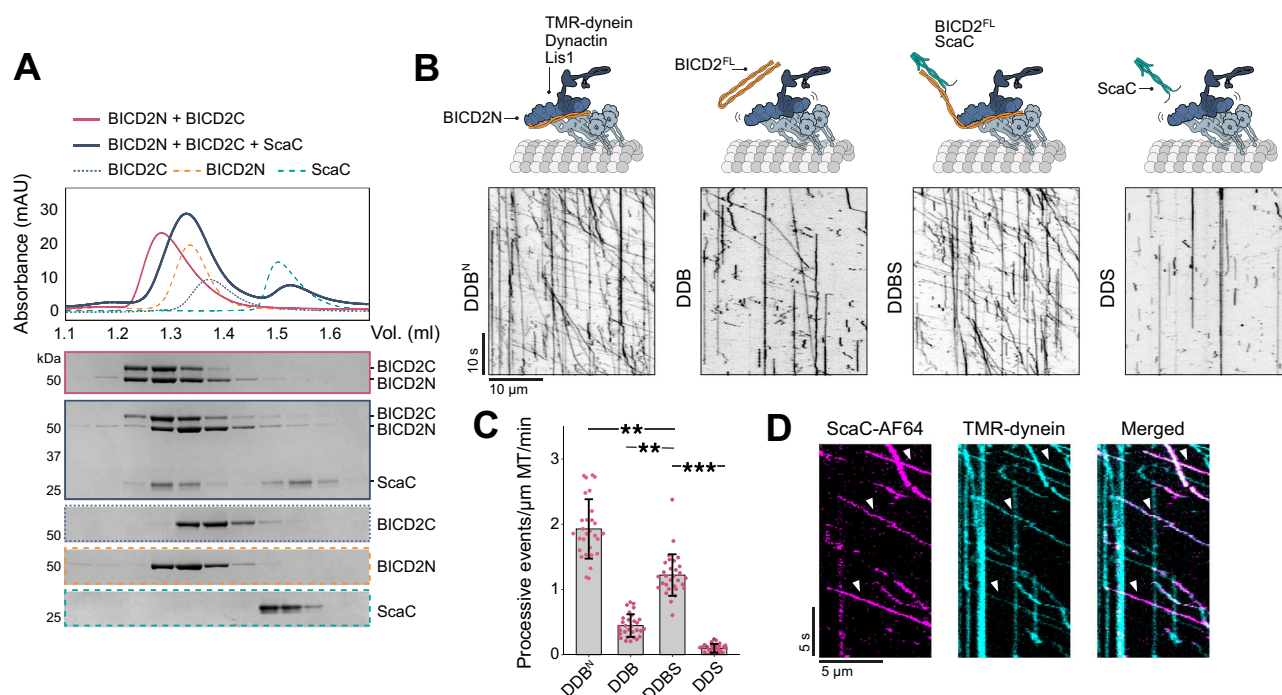 A
BICD2N + BICD2C
BICD2N + BICD2C + ScaC
BICD2C BICD2N ScaC
Absorbance (mAU)
30
20
10
0
1.1 1.2 1.3 1.4 1.5 1.6 Vol. (ml)
kDa
50
BICD2C
BICD2N
50
37
25
BICD2C
BICD2N
ScaC
50
BICD2C
50
BICD2N
25
ScaC
B
TMR-dynein
Dynactin
Lis1
BICD2N
BICD2FL
BICD2FL
ScaC
ScaC
DDBN
DDB
DDBS
DDS
10 s
10 µm
C
Processive events/µm MT/min
3
2
1
0
**
**
***
DDBN DDB DDBS DDS
D
ScaC-AF64 TMR-dynein Merged
5 s
5 µm